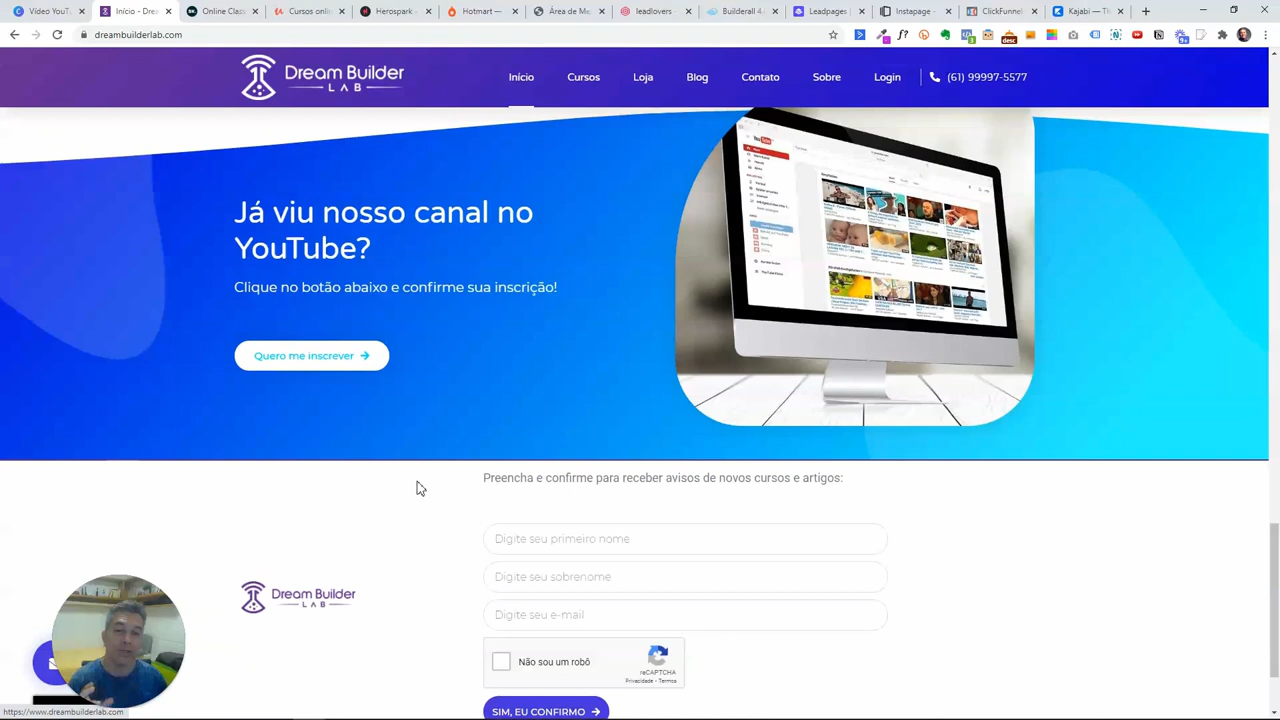 Vídeo YouT
Início - Drea
Online Class
Cursos onlin
Herospark -
Hotmart —
Área de Me
leadlovers -
Builderall 4.
Leadpages |
Instapage -
ClickFunnel
Kajabi — Th
dreambuilderlab.com
Dream Builder
LAB
Início
Cursos
Loja
Blog
Contato
Sobre
Login
(61) 99997-5577
Já viu nosso canal no
YouTube?
Clique no botão abaixo e confirme sua inscrição!
Quero me inscrever
Preencha e confirme para receber avisos de novos cursos e artigos:
Digite seu primeiro nome
Digite seu sobrenome
Digite seu e-mail
Dream Builder
LAB
Não sou um robô
reCAPTCHA
Privacidade - Termos
SIM, EU CONFIRMO
https://www.dreambuilderlab.com